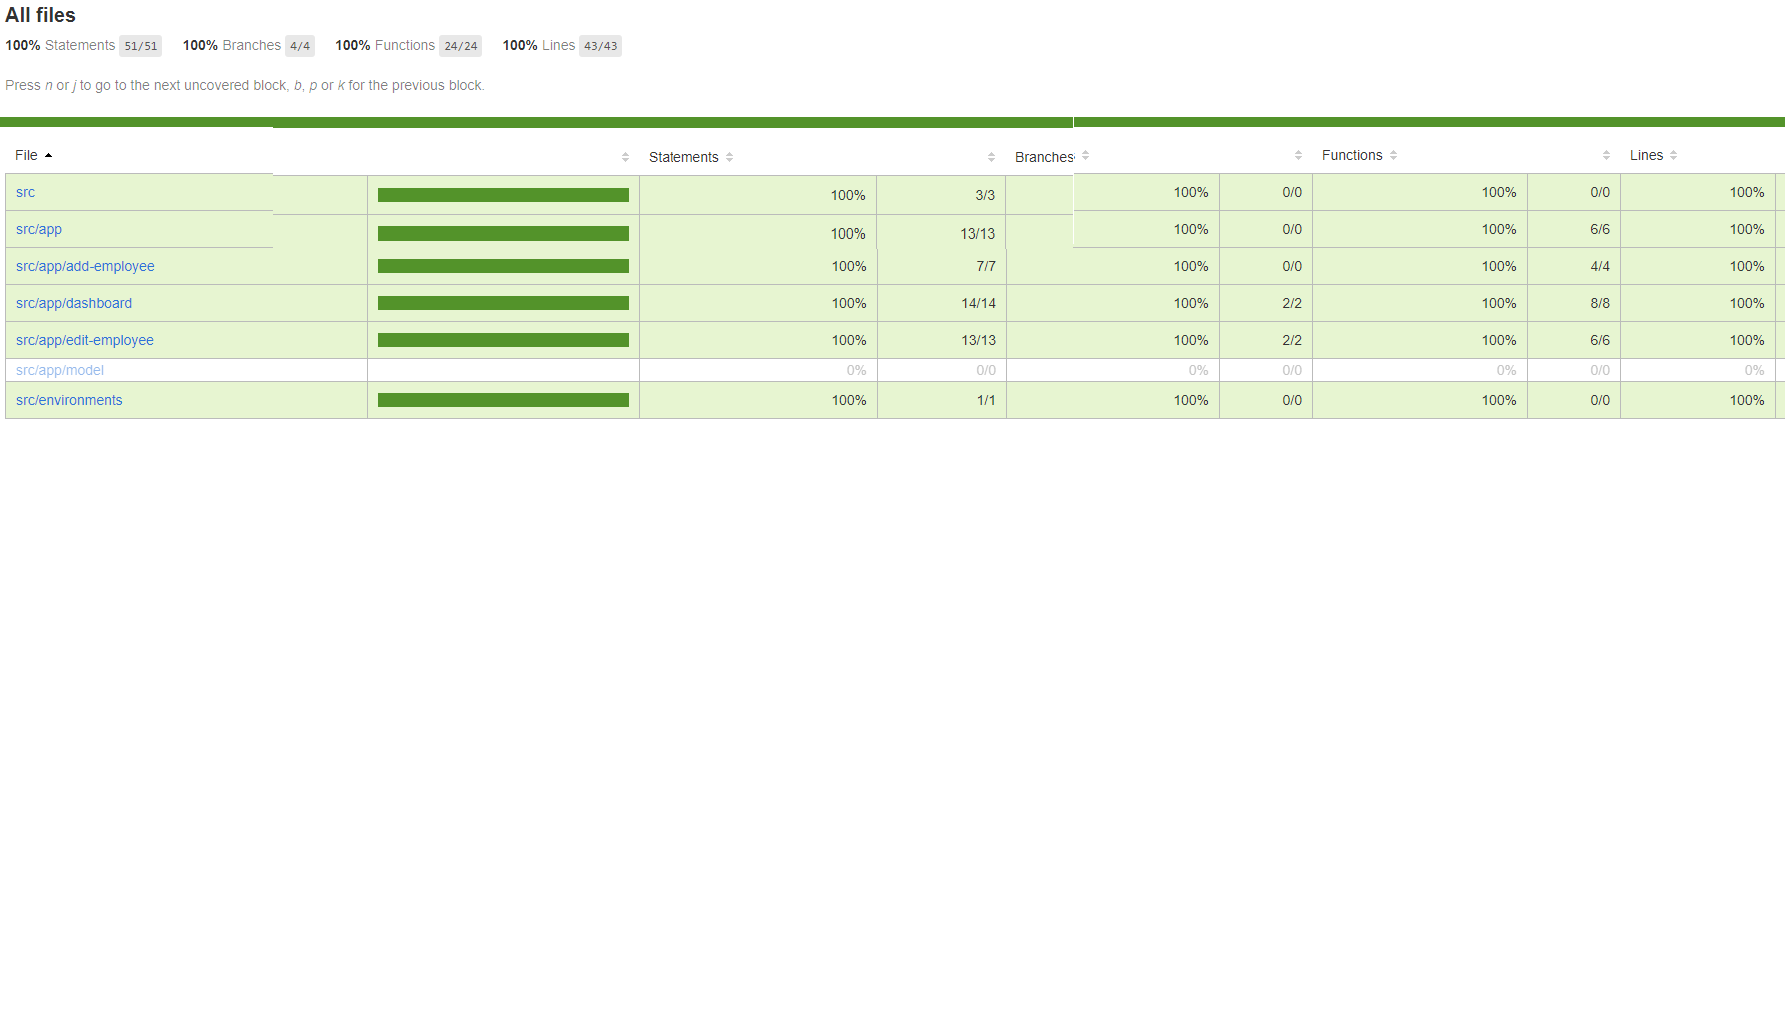 All files
100% Statements 51/51 100% Branches 4/4 100% Functions 24/24 100% Lines 43/43
Press n or j to go to the next uncovered block, b, p or k for the previous block.
File Statements Branches Functions Lines
src 100% 3/3 100% 0/0 100% 0/0 100%
src/app 100% 13/13 100% 0/0 100% 6/6 100%
src/app/add-employee 100% 7/7 100% 0/0 100% 4/4 100%
src/app/dashboard 100% 14/14 100% 2/2 100% 8/8 100%
src/app/edit-employee 100% 13/13 100% 2/2 100% 6/6 100%
src/app/model 0% 0/0 0% 0/0 0% 0/0 0%
src/environments 100% 1/1 100% 0/0 100% 0/0 100%